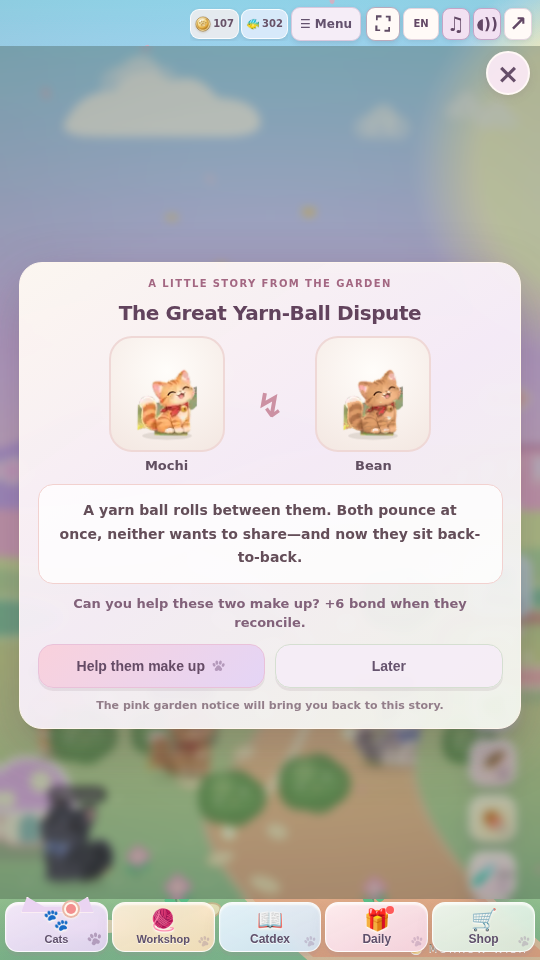 107
302
☰ Menu
EN
A LITTLE STORY FROM THE GARDEN
The Great Yarn-Ball Dispute
Mochi
Bean
A yarn ball rolls between them. Both pounce at
once, neither wants to share—and now they sit back-
to-back.
Can you help these two make up? +6 bond when they
reconcile.
Help them make up
Later
The pink garden notice will bring you back to this story.
Cats
Workshop
Catdex
Daily
Shop